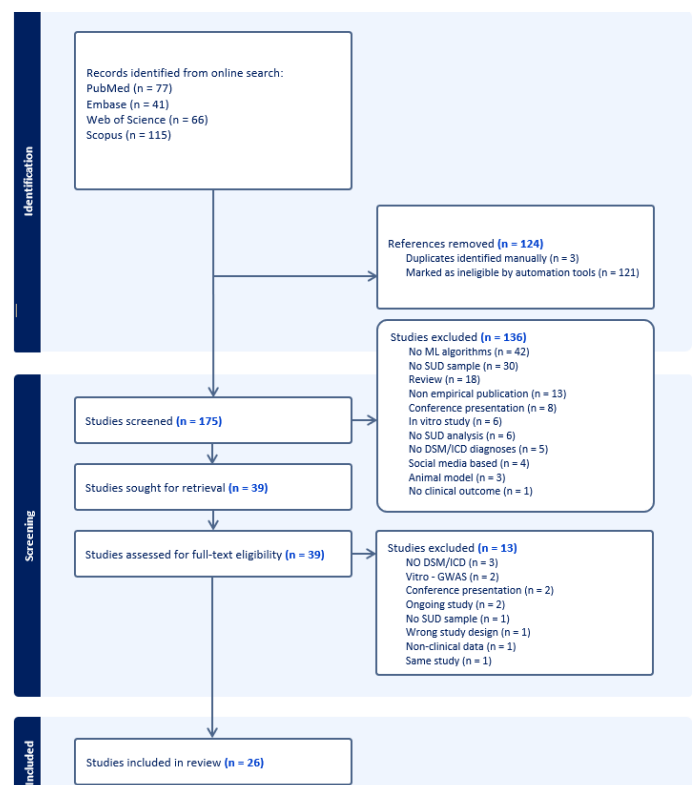 Identification
Records identified from online search:
PubMed (n = 77)
Embase (n = 41)
Web of Science (n = 66)
Scopus (n = 115)
References removed (n = 124)
Duplicates identified manually (n = 3)
Marked as ineligible by automation tools (n = 121)
Screening
Studies screened (n = 175)
Studies excluded (n = 136)
No ML algorithms (n = 42)
No SUD sample (n = 30)
Review (n = 18)
Non empirical publication (n = 13)
Conference presentation (n = 8)
In vitro study (n = 6)
No SUD analysis (n = 6)
No DSM/ICD diagnoses (n = 5)
Social media based (n = 4)
Animal model (n = 3)
No clinical outcome (n = 1)
Studies sought for retrieval (n = 39)
Studies assessed for full-text eligibility (n = 39)
Studies excluded (n = 13)
NO DSM/ICD (n = 3)
Vitro - GWAS (n = 2)
Conference presentation (n = 2)
Ongoing study (n = 2)
No SUD sample (n = 1)
Wrong study design (n = 1)
Non-clinical data (n = 1)
Same study (n = 1)
Included
Studies included in review (n = 26)